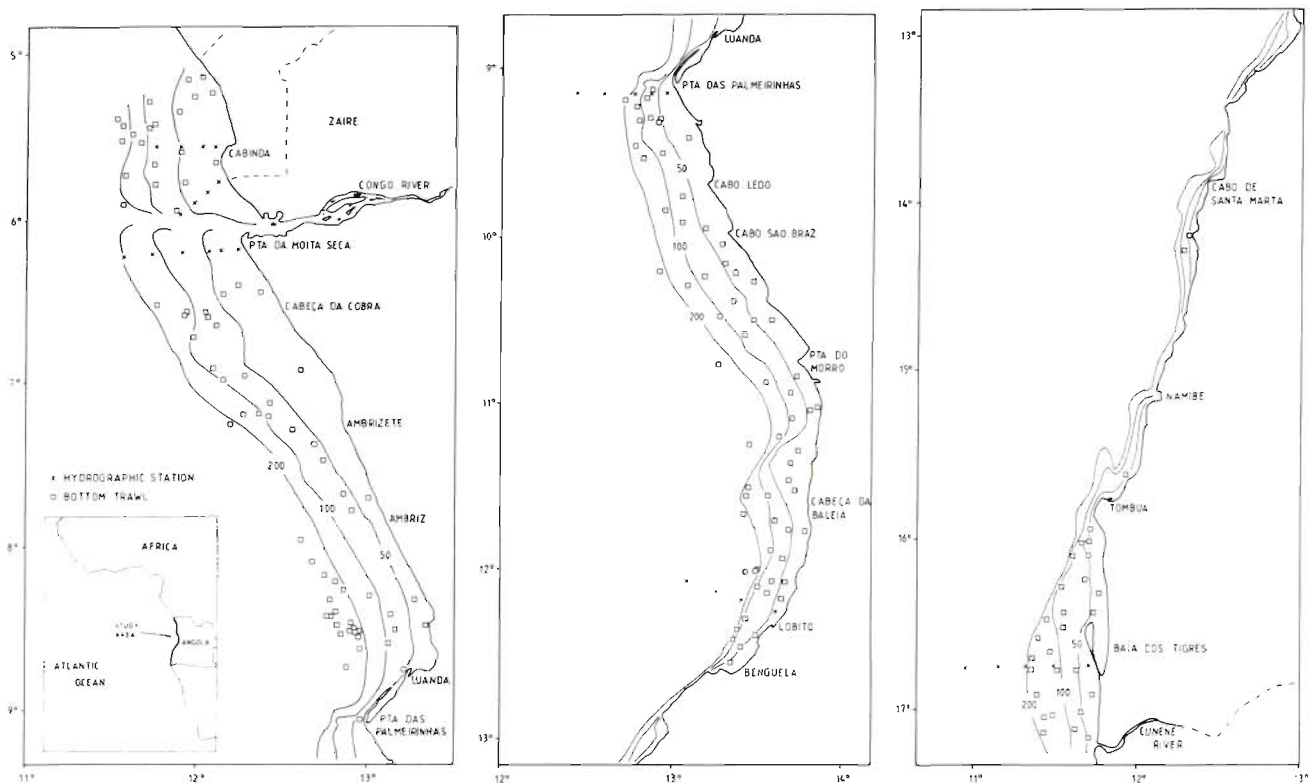 5°
6°
7°
8°
9°
11°
12°
13°
ZAIRE
CABINDA
CONGO RIVER
PTA DA MOITA SECA
CABEÇA DA COBRA
AMBRIZETE
200
100
50
AMBRIZ
LUANDA
PTA DAS
PALMEIRINHAS
× HYDROGRAPHIC STATION
□ BOTTOM TRAWL
AFRICA
STUDY
AREA
ANGOLA
ATLANTIC
OCEAN
9°
10°
11°
12°
13°
12°
13°
14°
LUANDA
PTA DAS PALMEIRINHAS
50
CABO LEDO
CABO SAO BRAZ
100
200
PTA DO
MORRO
CABEÇA DA
BALEIA
LOBITO
BENGUELA
13°
14°
15°
16°
17°
11°
12°
13°
CABO DE
SANTA MARTA
NAMIBE
TOMBUA
50
BAIA DOS TIGRES
100
200
CUNENE
RIVER